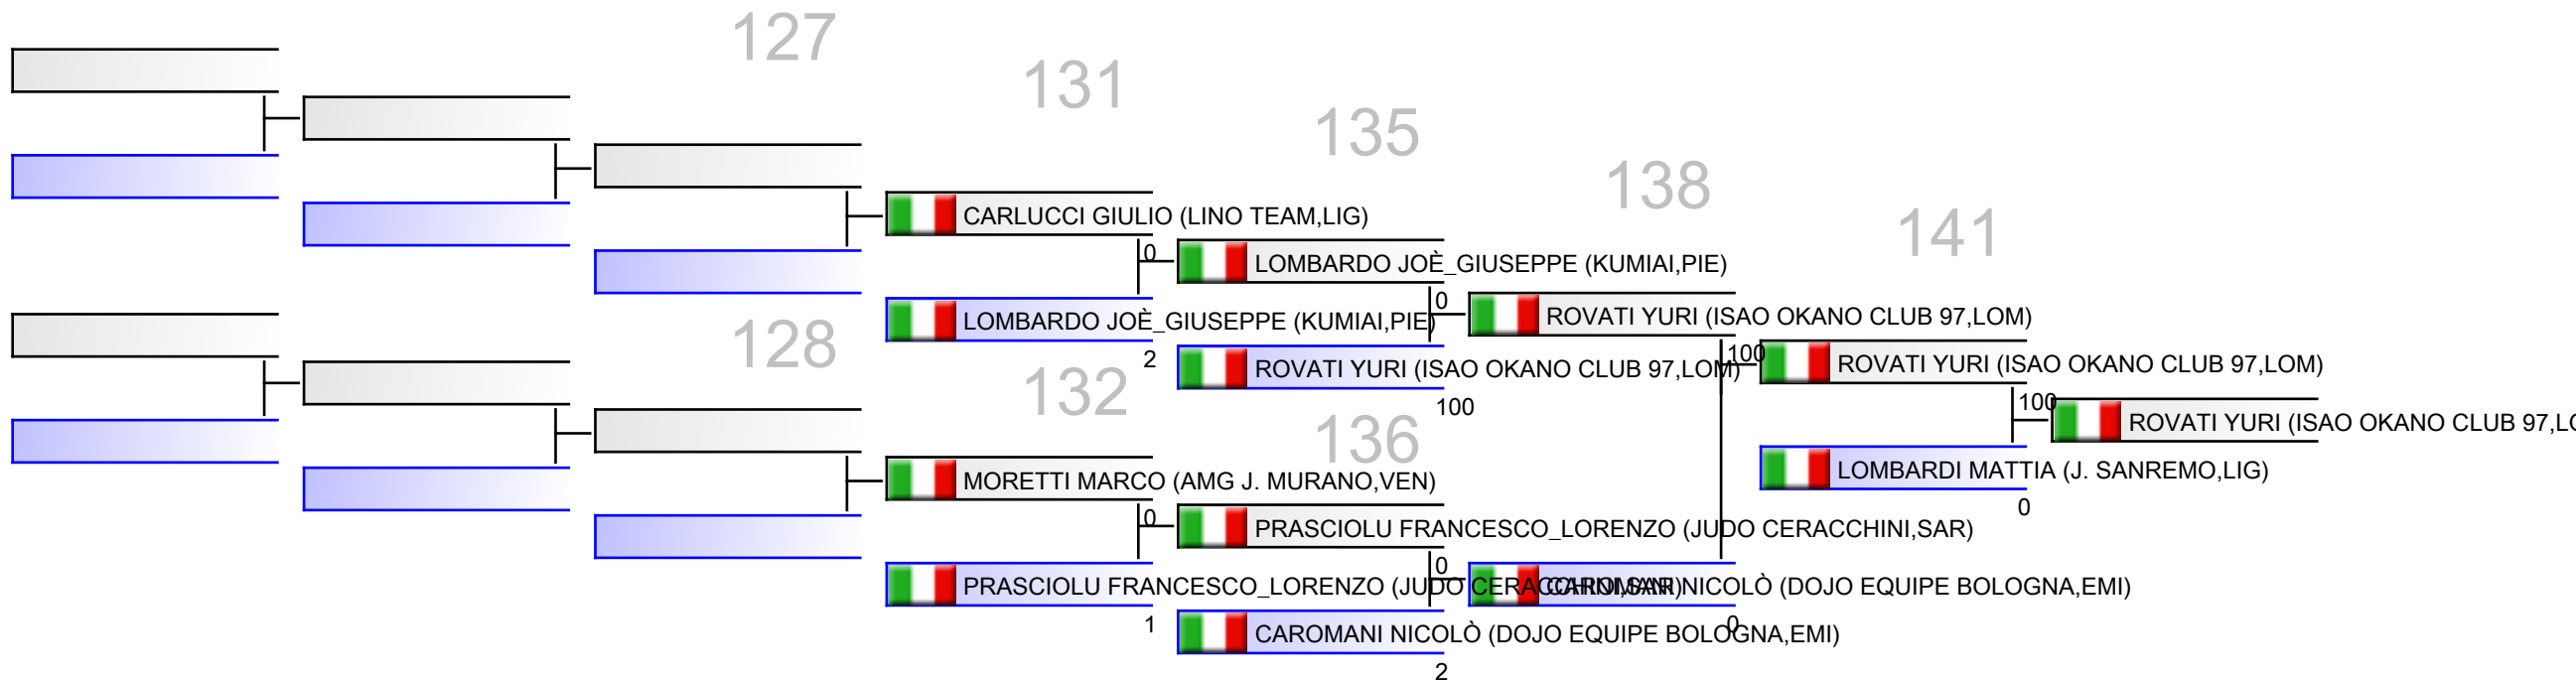 127
131
135
138
141
CARLUCCI GIULIO (LINO TEAM,LIG)
0
LOMBARDO JOÈ_GIUSEPPE (KUMIAI,PIE)
LOMBARDO JOÈ_GIUSEPPE (KUMIAI,PIE)
2
0
ROVATI YURI (ISAO OKANO CLUB 97,LOM)
ROVATI YURI (ISAO OKANO CLUB 97,LOM)
100
100
ROVATI YURI (ISAO OKANO CLUB 97,LOM)
100
ROVATI YURI (ISAO OKANO CLUB 97,LO
LOMBARDI MATTIA (J. SANREMO,LIG)
0
128
132
136
MORETTI MARCO (AMG J. MURANO,VEN)
0
PRASCIOLU FRANCESCO_LORENZO (JUDO CERACCHINI,SAR)
PRASCIOLU FRANCESCO_LORENZO (JUDO CERACCHINI,SAR)
1
0
CAROMANI NICOLÒ (DOJO EQUIPE BOLOGNA,EMI)
0
CAROMANI NICOLÒ (DOJO EQUIPE BOLOGNA,EMI)
2